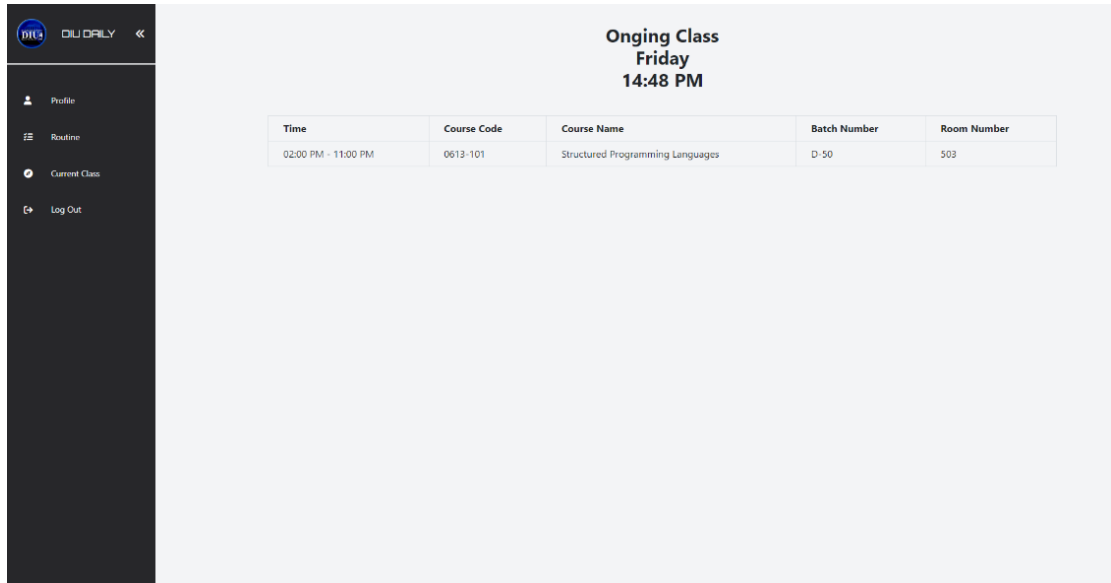 DIU DAILY
Profile
Routine
Current Class
Log Out
Onging Class
Friday
14:48 PM
Time Course Code Course Name Batch Number Room Number
02:00 PM - 11:00 PM 0613-101 Structured Programming Languages D-50 503